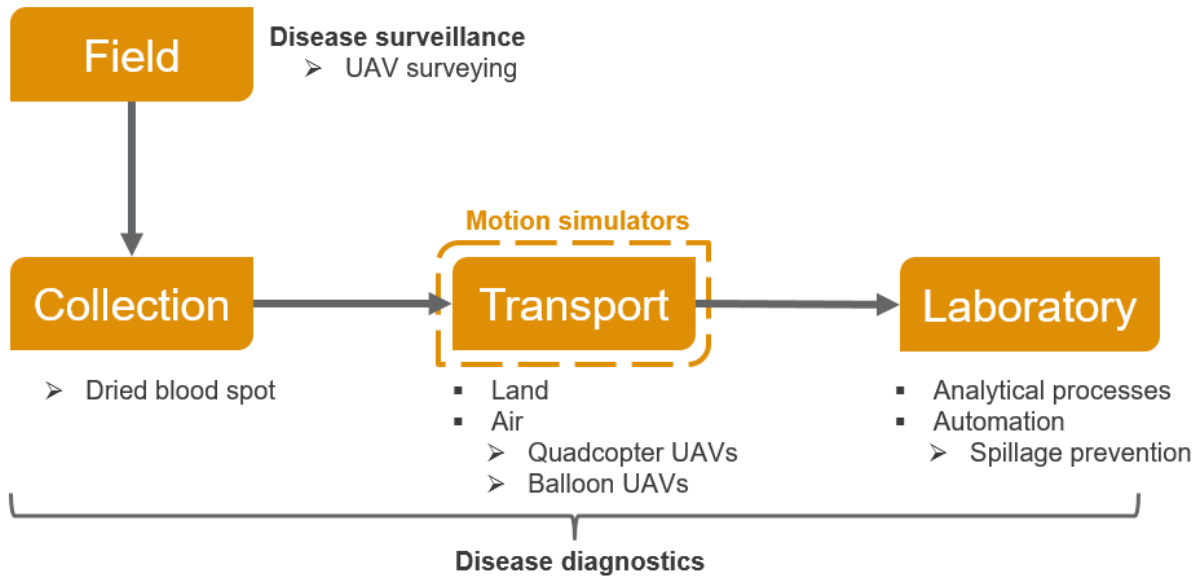 Field
Disease surveillance
➢ UAV surveying
Motion simulators
Collection
Transport
Laboratory
➢ Dried blood spot
▪ Land
▪ Air
➢ Quadcopter UAVs
➢ Balloon UAVs
▪ Analytical processes
▪ Automation
➢ Spillage prevention
Disease diagnostics